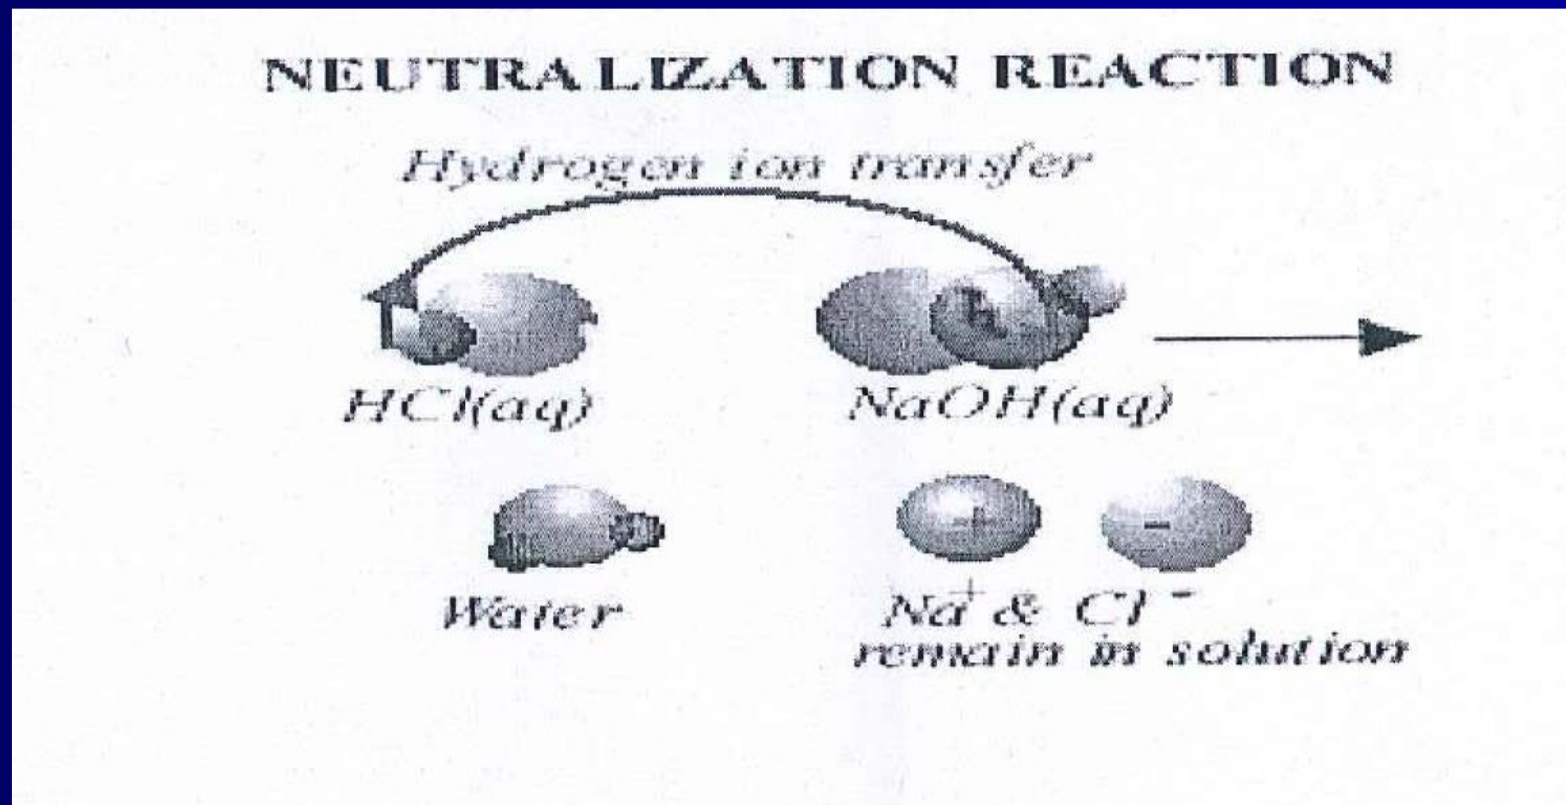 NEUTRALIZATION REACTION
Hydrogen ion transfer
HCl(aq) NaOH(aq)
+ -
Water Na⁺ & Cl⁻
remain in solution